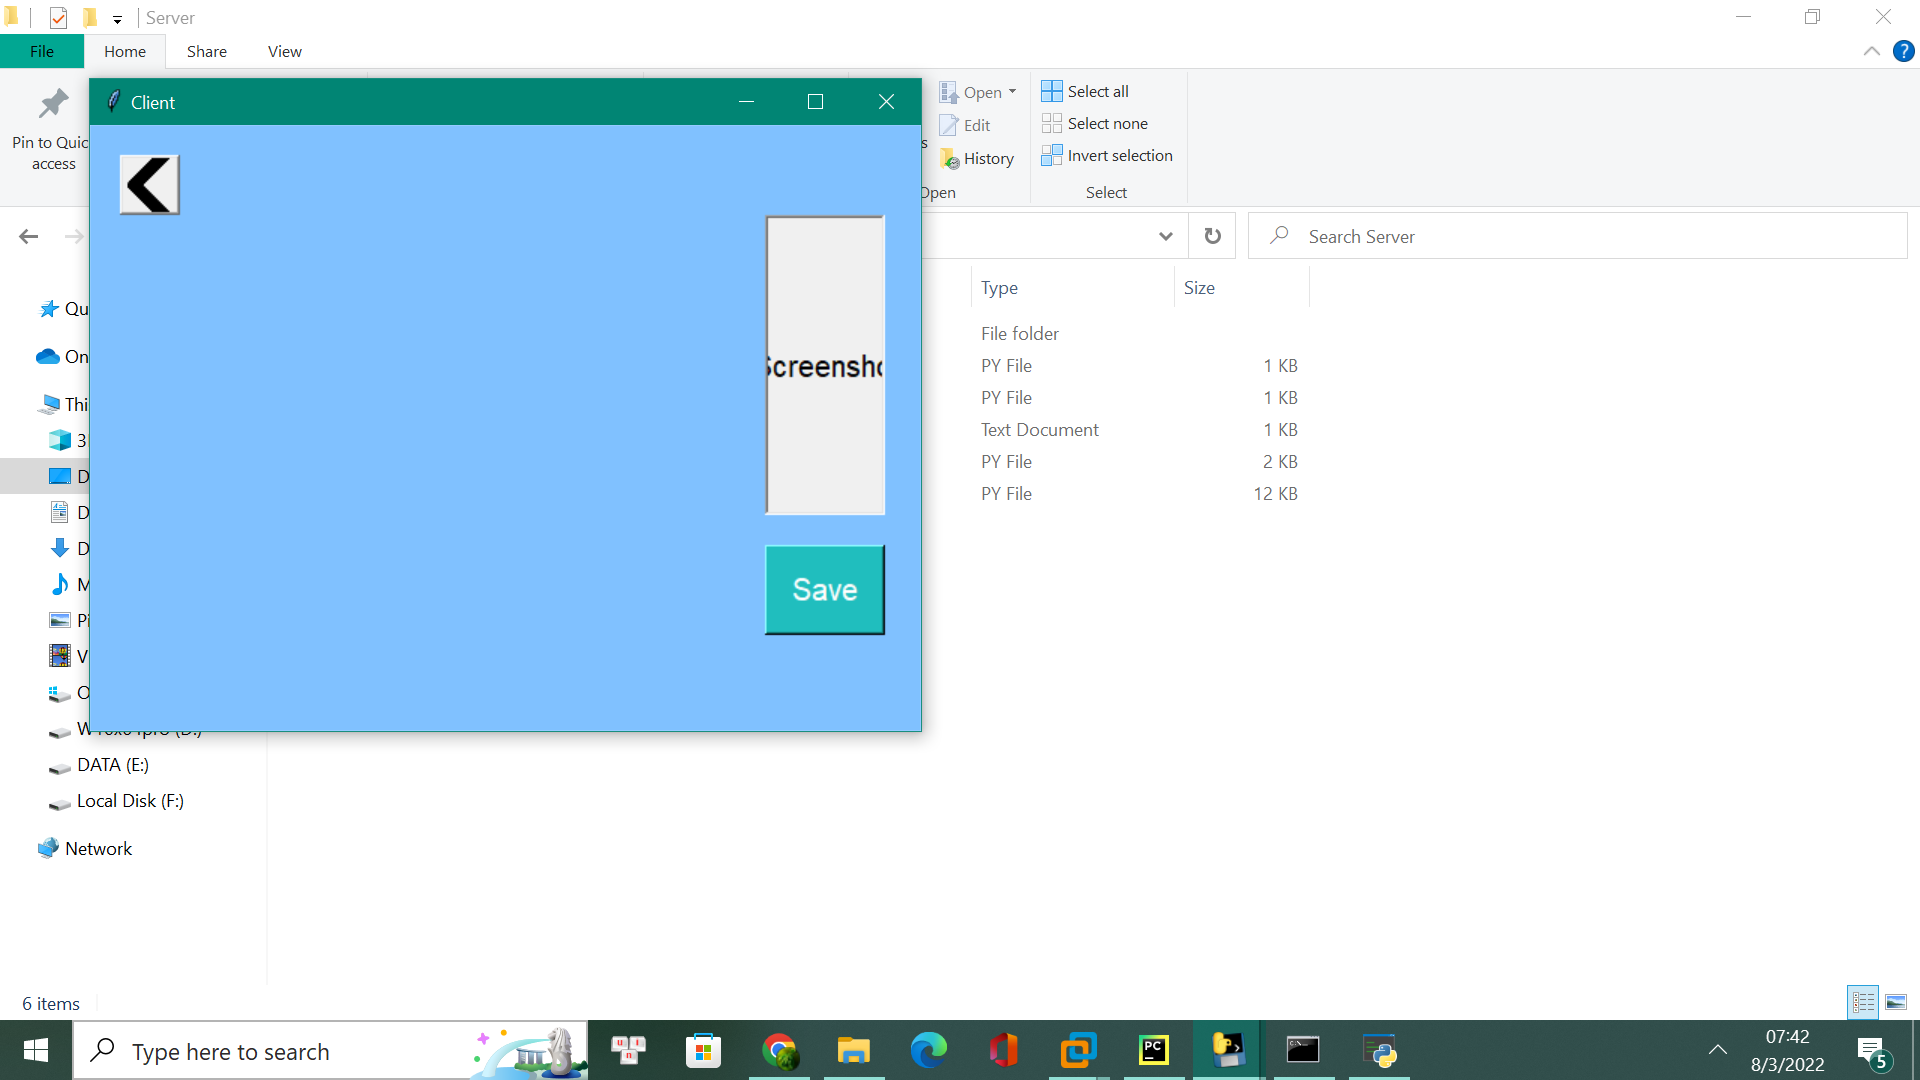 Server
File Home Share View
Client
Pin to Quic
access
Open
Edit
History
Open
Select all
Select none
Invert selection
Select
Search Server
Type Size
File folder
PY File 1 KB
PY File 1 KB
Text Document 1 KB
PY File 2 KB
PY File 12 KB
Screensho
Save
Qu
On
Thi
3
D
D
D
M
Pi
V
O
DATA (E:)
Local Disk (F:)
Network
6 items
Type here to search
07:42
8/3/2022
5